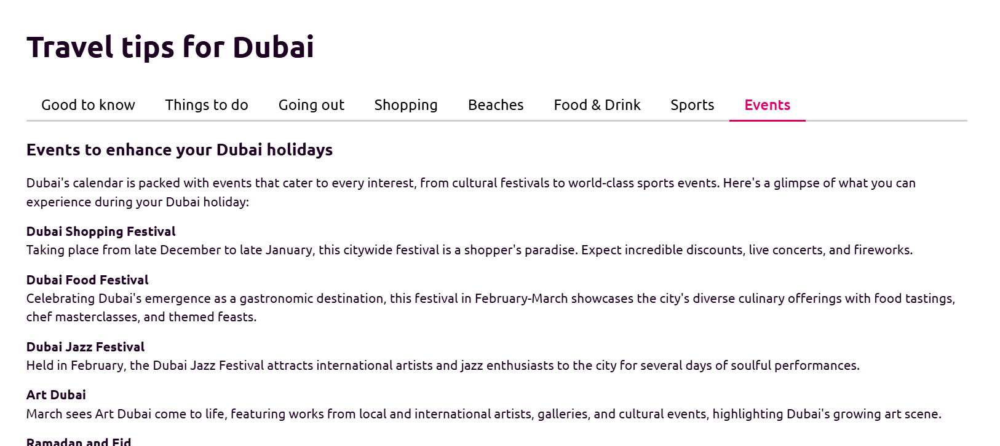 Travel tips for Dubai
Good to know Things to do Going out Shopping Beaches Food & Drink Sports Events
Events to enhance your Dubai holidays
Dubai's calendar is packed with events that cater to every interest, from cultural festivals to world-class sports events. Here's a glimpse of what you can
experience during your Dubai holiday:
Dubai Shopping Festival
Taking place from late December to late January, this citywide festival is a shopper's paradise. Expect incredible discounts, live concerts, and fireworks.
Dubai Food Festival
Celebrating Dubai's emergence as a gastronomic destination, this festival in February-March showcases the city's diverse culinary offerings with food tastings,
chef masterclasses, and themed feasts.
Dubai Jazz Festival
Held in February, the Dubai Jazz Festival attracts international artists and jazz enthusiasts to the city for several days of soulful performances.
Art Dubai
March sees Art Dubai come to life, featuring works from local and international artists, galleries, and cultural events, highlighting Dubai's growing art scene.
Ramadan and Eid